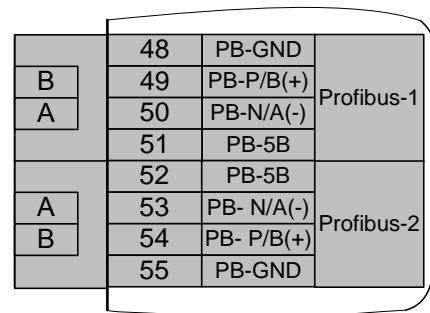 48 PB-GND
B 49 PB-P/B(+)
Profibus-1
A 50 PB-N/A(-)
51 PB-5B
52 PB-5B
A 53 PB- N/A(-)
Profibus-2
B 54 PB- P/B(+)
55 PB-GND